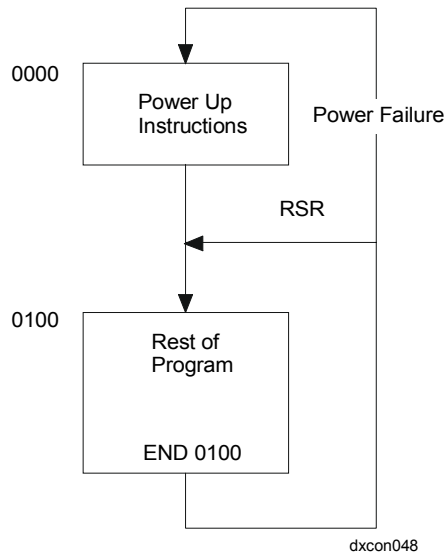 0000
Power Up
Instructions
Power Failure
RSR
0100
Rest of
Program
END 0100
dxcon048